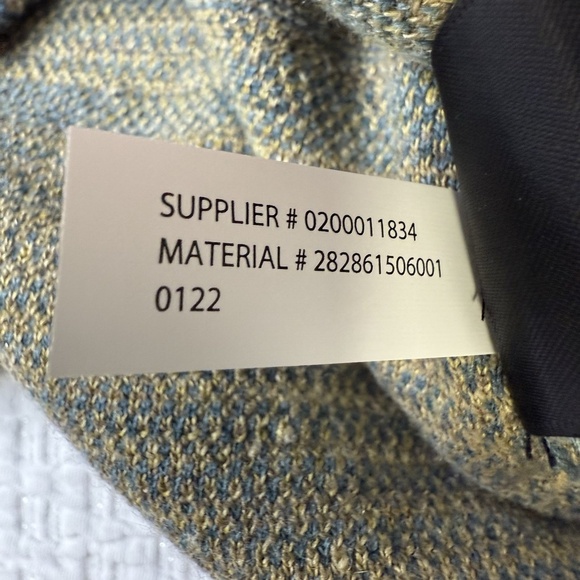 SUPPLIER # 0200011834
MATERIAL # 282861506001
0122